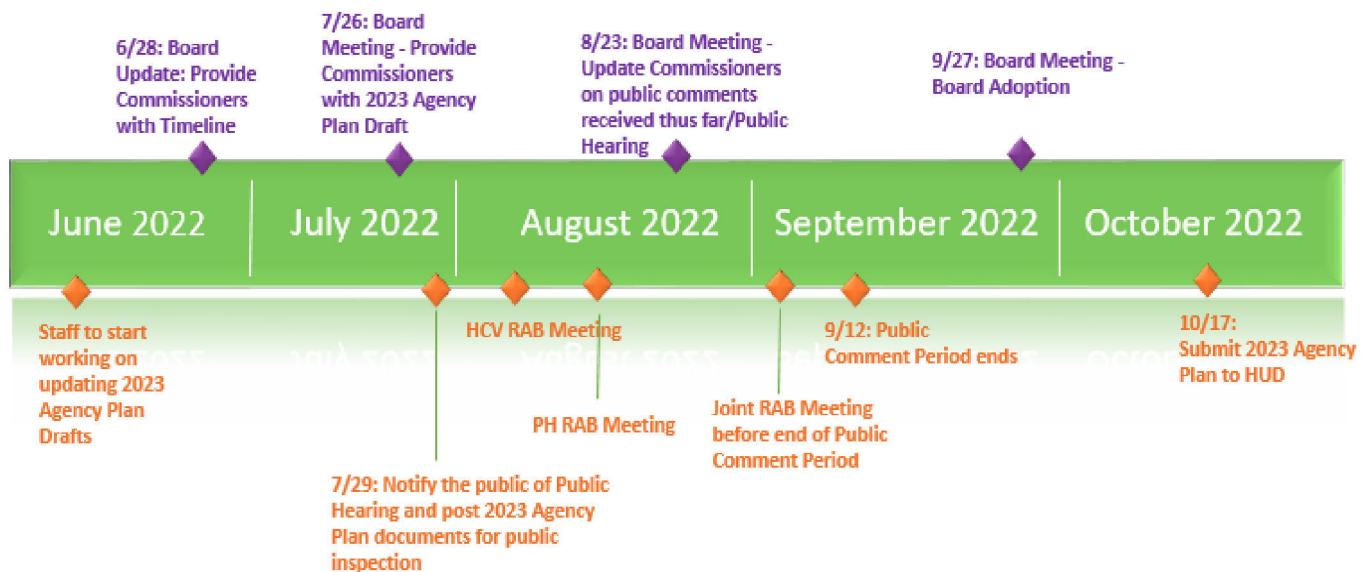 6/28: Board
Update: Provide
Commissioners
with Timeline
7/26: Board
Meeting - Provide
Commissioners
with 2023 Agency
Plan Draft
8/23: Board Meeting -
Update Commissioners
on public comments
received thus far/Public
Hearing
9/27: Board Meeting -
Board Adoption
June 2022
July 2022
August 2022
September 2022
October 2022
Staff to start
working on
updating 2023
Agency Plan
Drafts
7/29: Notify the public of Public
Hearing and post 2023 Agency
Plan documents for public
inspection
HCV RAB Meeting
PH RAB Meeting
Joint RAB Meeting
before end of Public
Comment Period
9/12: Public
Comment Period ends
10/17:
Submit 2023 Agency
Plan to HUD